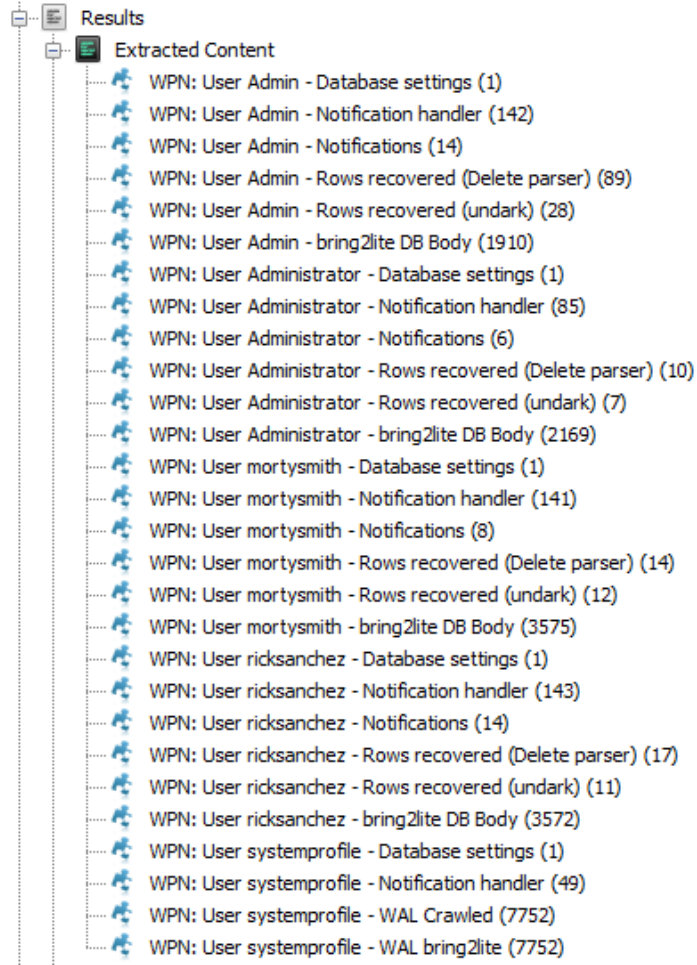 Results
Extracted Content
WPN: User Admin - Database settings (1)
WPN: User Admin - Notification handler (142)
WPN: User Admin - Notifications (14)
WPN: User Admin - Rows recovered (Delete parser) (89)
WPN: User Admin - Rows recovered (undark) (28)
WPN: User Admin - bring2lite DB Body (1910)
WPN: User Administrator - Database settings (1)
WPN: User Administrator - Notification handler (85)
WPN: User Administrator - Notifications (6)
WPN: User Administrator - Rows recovered (Delete parser) (10)
WPN: User Administrator - Rows recovered (undark) (7)
WPN: User Administrator - bring2lite DB Body (2169)
WPN: User mortysmith - Database settings (1)
WPN: User mortysmith - Notification handler (141)
WPN: User mortysmith - Notifications (8)
WPN: User mortysmith - Rows recovered (Delete parser) (14)
WPN: User mortysmith - Rows recovered (undark) (12)
WPN: User mortysmith - bring2lite DB Body (3575)
WPN: User ricksanchez - Database settings (1)
WPN: User ricksanchez - Notification handler (143)
WPN: User ricksanchez - Notifications (14)
WPN: User ricksanchez - Rows recovered (Delete parser) (17)
WPN: User ricksanchez - Rows recovered (undark) (11)
WPN: User ricksanchez - bring2lite DB Body (3572)
WPN: User systemprofile - Database settings (1)
WPN: User systemprofile - Notification handler (49)
WPN: User systemprofile - WAL Crawled (7752)
WPN: User systemprofile - WAL bring2lite (7752)